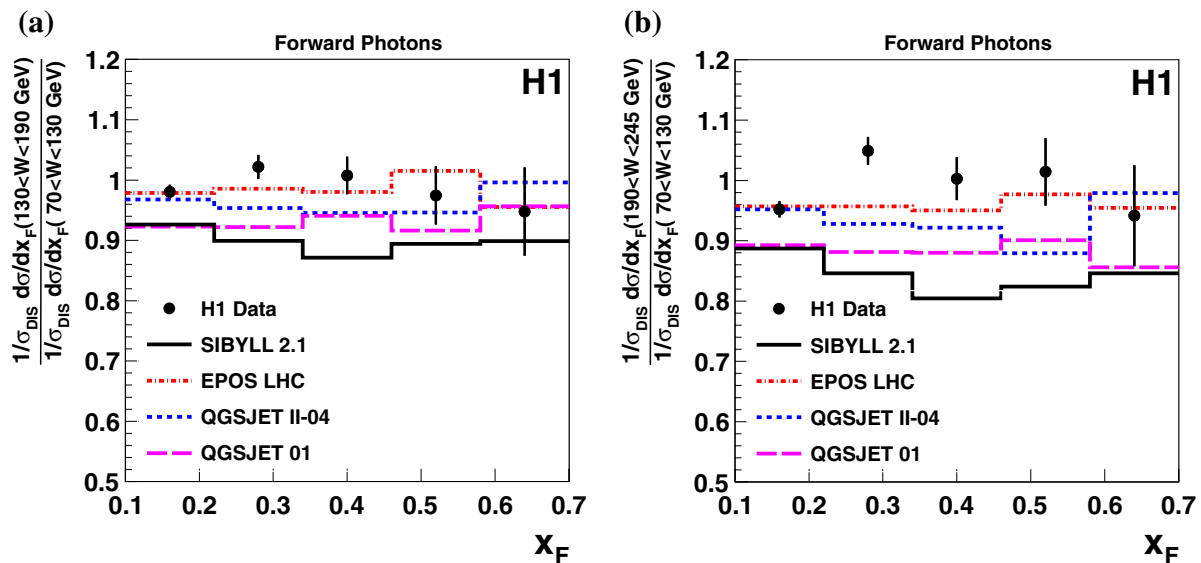 (a)
Forward Photons
H1
1/σDIS dσ/dxF(130<W<190 GeV)
1/σDIS dσ/dxF( 70<W<130 GeV)
1.2
1.1
1
0.9
0.8
0.7
0.6
0.5
H1 Data
SIBYLL 2.1
EPOS LHC
QGSJET II-04
QGSJET 01
0.1 0.2 0.3 0.4 0.5 0.6 0.7
xF
(b)
Forward Photons
H1
1/σDIS dσ/dxF(190<W<245 GeV)
1/σDIS dσ/dxF( 70<W<130 GeV)
1.2
1.1
1
0.9
0.8
0.7
0.6
0.5
H1 Data
SIBYLL 2.1
EPOS LHC
QGSJET II-04
QGSJET 01
0.1 0.2 0.3 0.4 0.5 0.6 0.7
xF